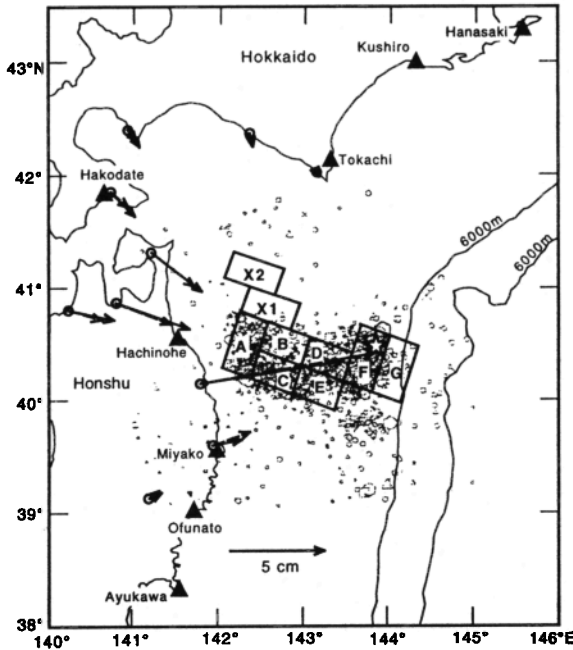 Hanasaki
Kushiro
43°N
Hokkaido
Tokachi
42°
Hakodate
6000m
6000m
X2
41°
X1
A
B
D
Hachinohe
C
E
F
G
Honshu
40°
Miyako
39°
Ofunato
5 cm
Ayukawa
38°
140°
141°
142°
143°
144°
145°
146°E